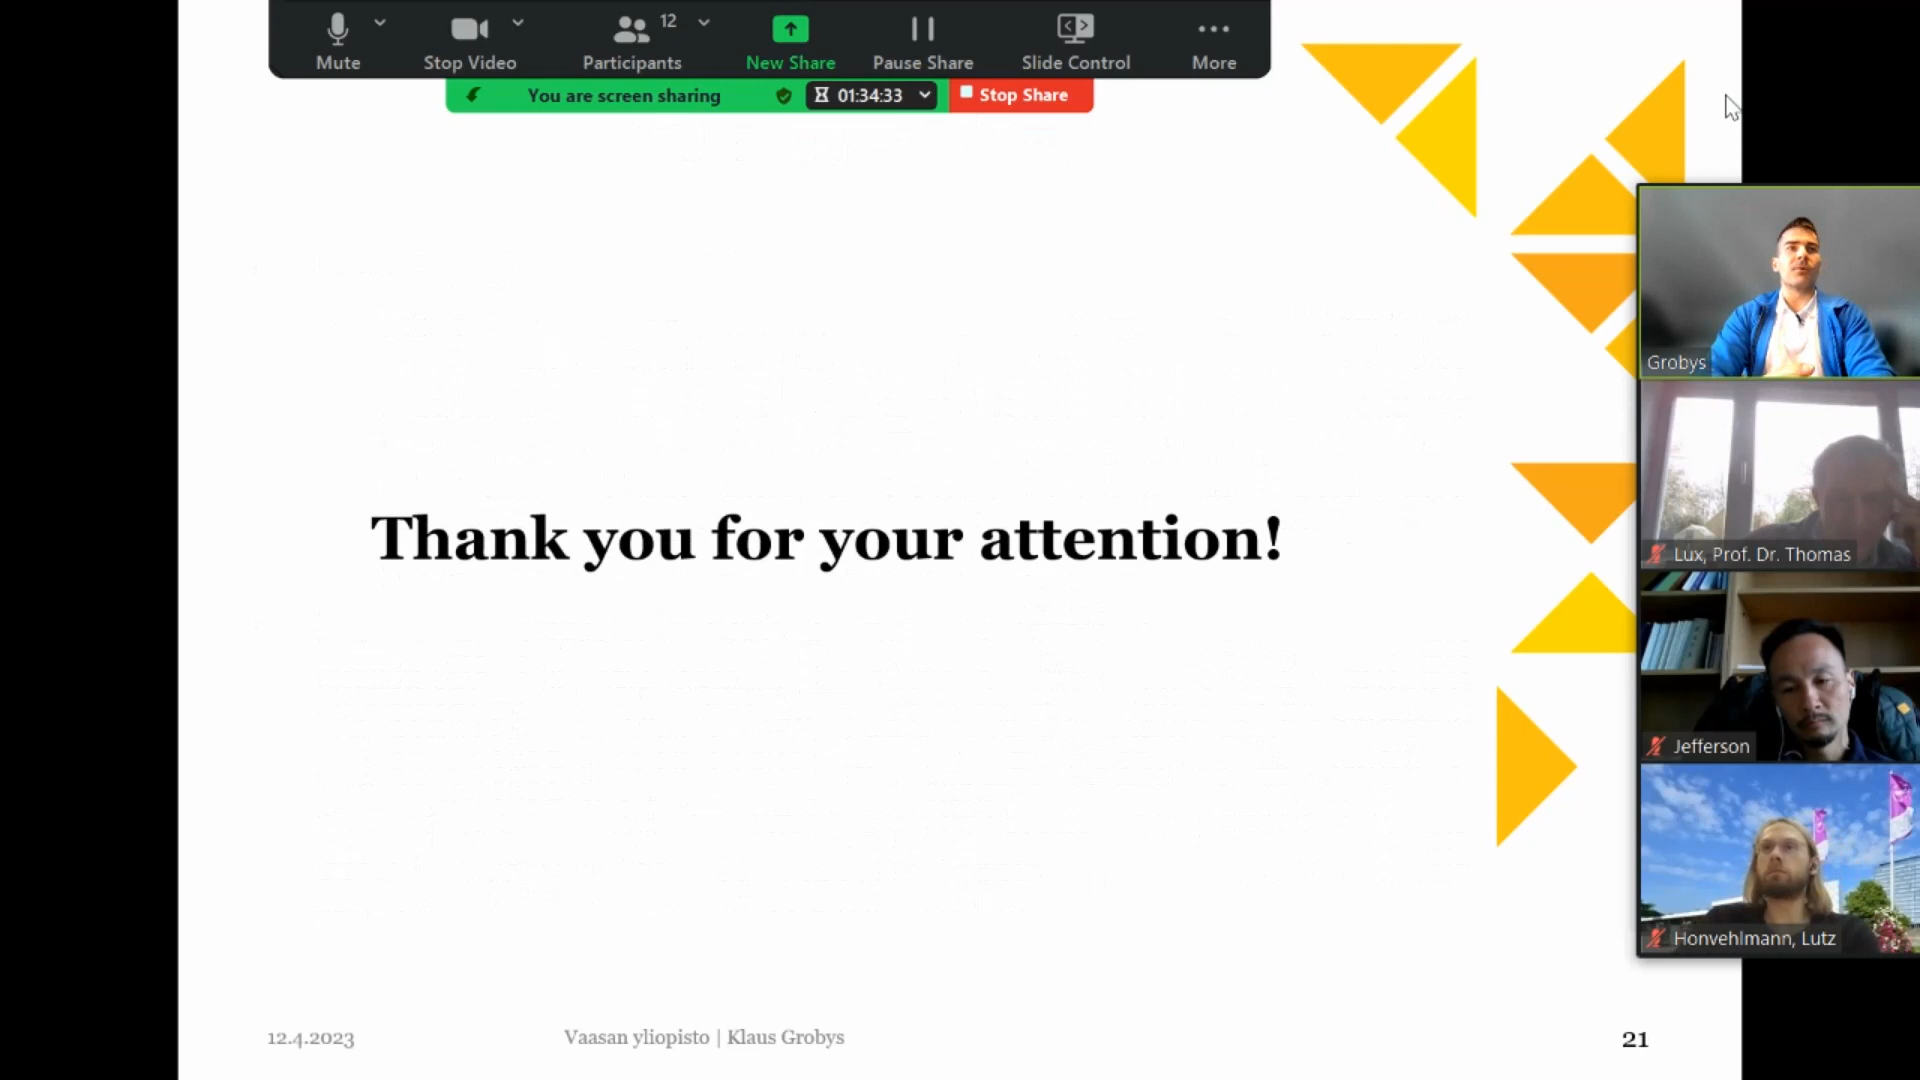 Mute
Stop Video
12
Participants
New Share
Pause Share
Slide Control
More
You are screen sharing
01:34:33
Stop Share
Grobys
Lux, Prof. Dr. Thomas
Jefferson
Honvehlmann, Lutz
Thank you for your attention!
12.4.2023
Vaasan yliopisto | Klaus Grobys
21